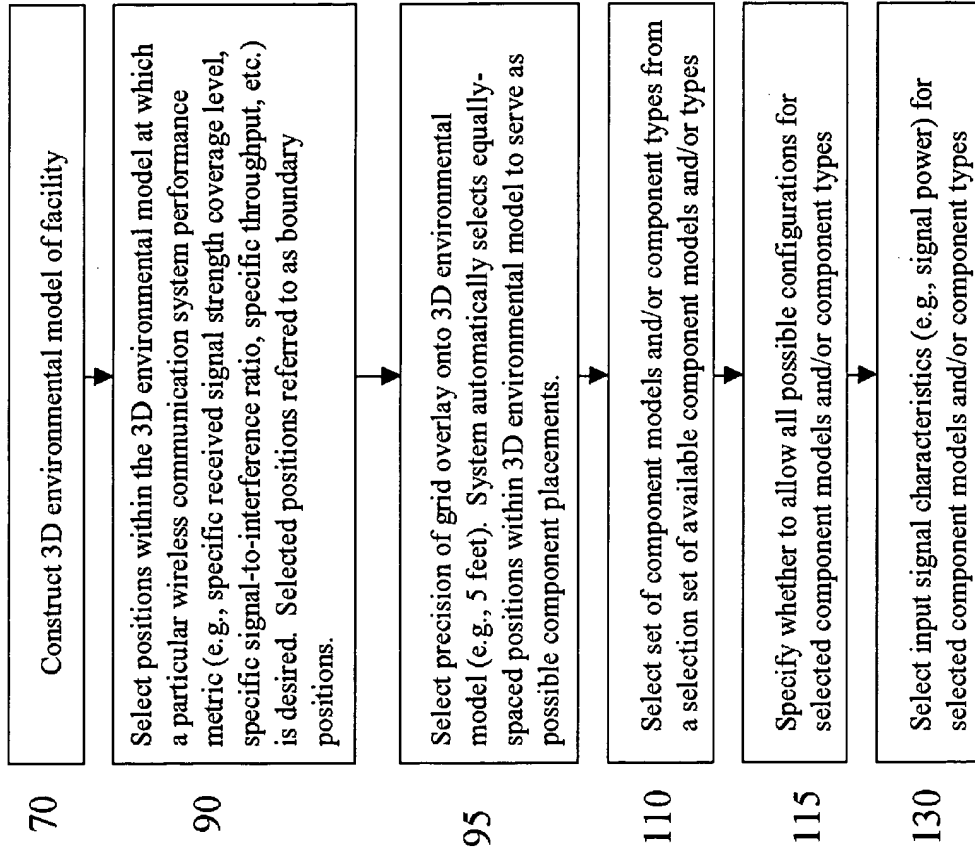 70
Construct 3D environmental model of facility
90
Select positions within the 3D environmental model at which
a particular wireless communication system performance
metric (e.g., specific received signal strength coverage level,
specific signal-to-interference ratio, specific throughput, etc.)
is desired. Selected positions referred to as boundary
positions.
95
Select precision of grid overlay onto 3D environmental
model (e.g., 5 feet). System automatically selects equally-
spaced positions within 3D environmental model to serve as
possible component placements.
110
Select set of component models and/or component types from
a selection set of available component models and/or types
115
Specify whether to allow all possible configurations for
selected component models and/or component types
130
Select input signal characteristics (e.g., signal power) for
selected component models and/or component types